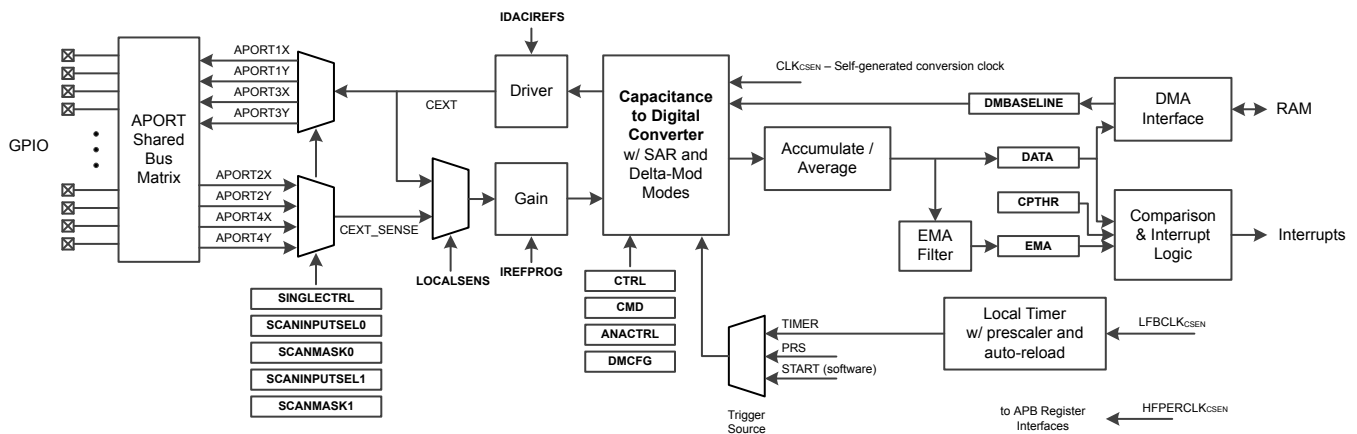 IDACIREFS
GPIO
APORT
Shared
Bus
Matrix
APORT1X
APORT1Y
APORT3X
APORT3Y
APORT2X
APORT2Y
APORT4X
APORT4Y
CEXT
CEXT_SENSE
Driver
Gain
LOCALSENS
IREFPROG
SINGLECTRL
SCANINPUTSEL0
SCANMASK0
SCANINPUTSEL1
SCANMASK1
Capacitance
to Digital
Converter
w/ SAR and
Delta-Mod
Modes
CTRL
CMD
ANACTRL
DMCFG
CLKCSEN – Self-generated conversion clock
DMBASELINE
DMA
Interface
RAM
Accumulate /
Average
DATA
CPTHR
EMA
Filter
EMA
Comparison
& Interrupt
Logic
Interrupts
TIMER
PRS
START (software)
Trigger
Source
Local Timer
w/ prescaler and
auto-reload
LFBCLKCSEN
to APB Register
Interfaces
HFPERCLKCSEN